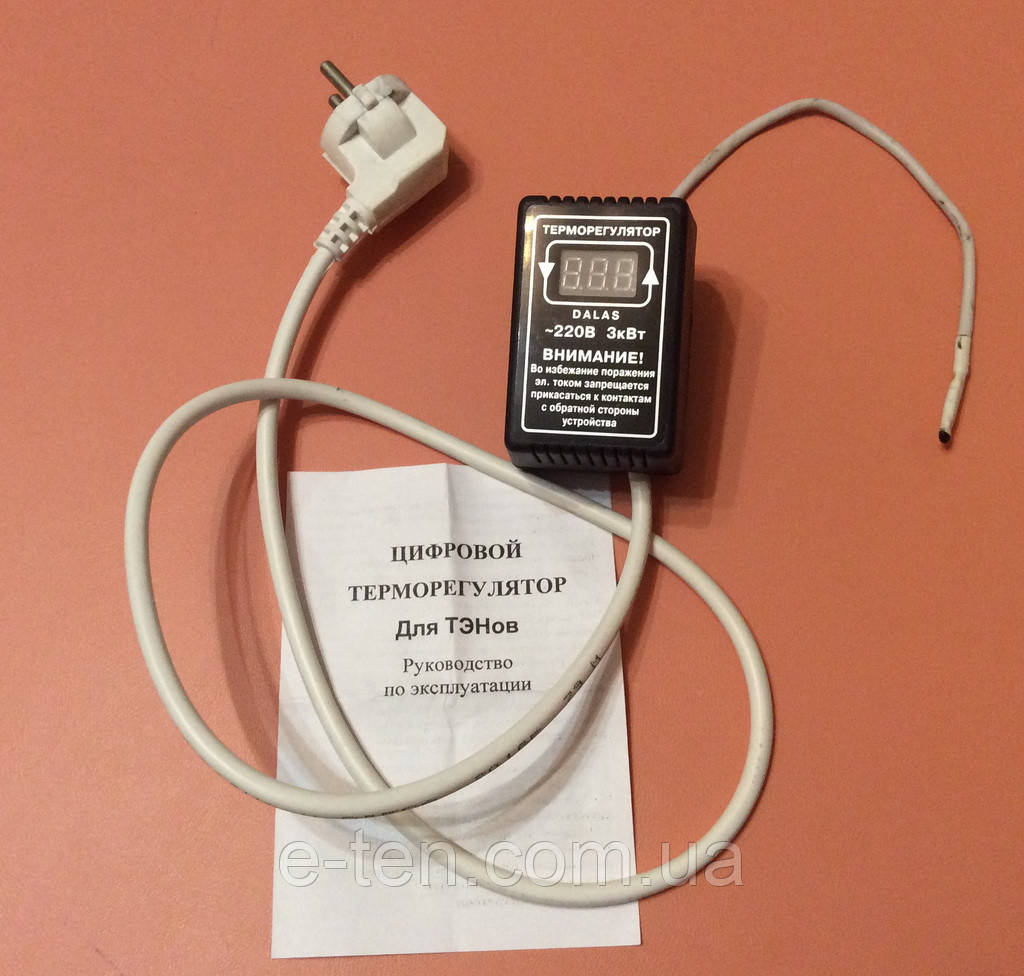 ТЕРМОРЕГУЛЯТОР
DALAS
~220В 3кВт
ВНИМАНИЕ!
Во избежание поражения
эл. током запрещается
прикасаться к контактам
с обратной стороны
устройства
ЦИФРОВОЙ
ТЕРМОРЕГУЛЯТОР
Для ТЭНов
Руководство
по эксплуатации
e-ten.com.ua